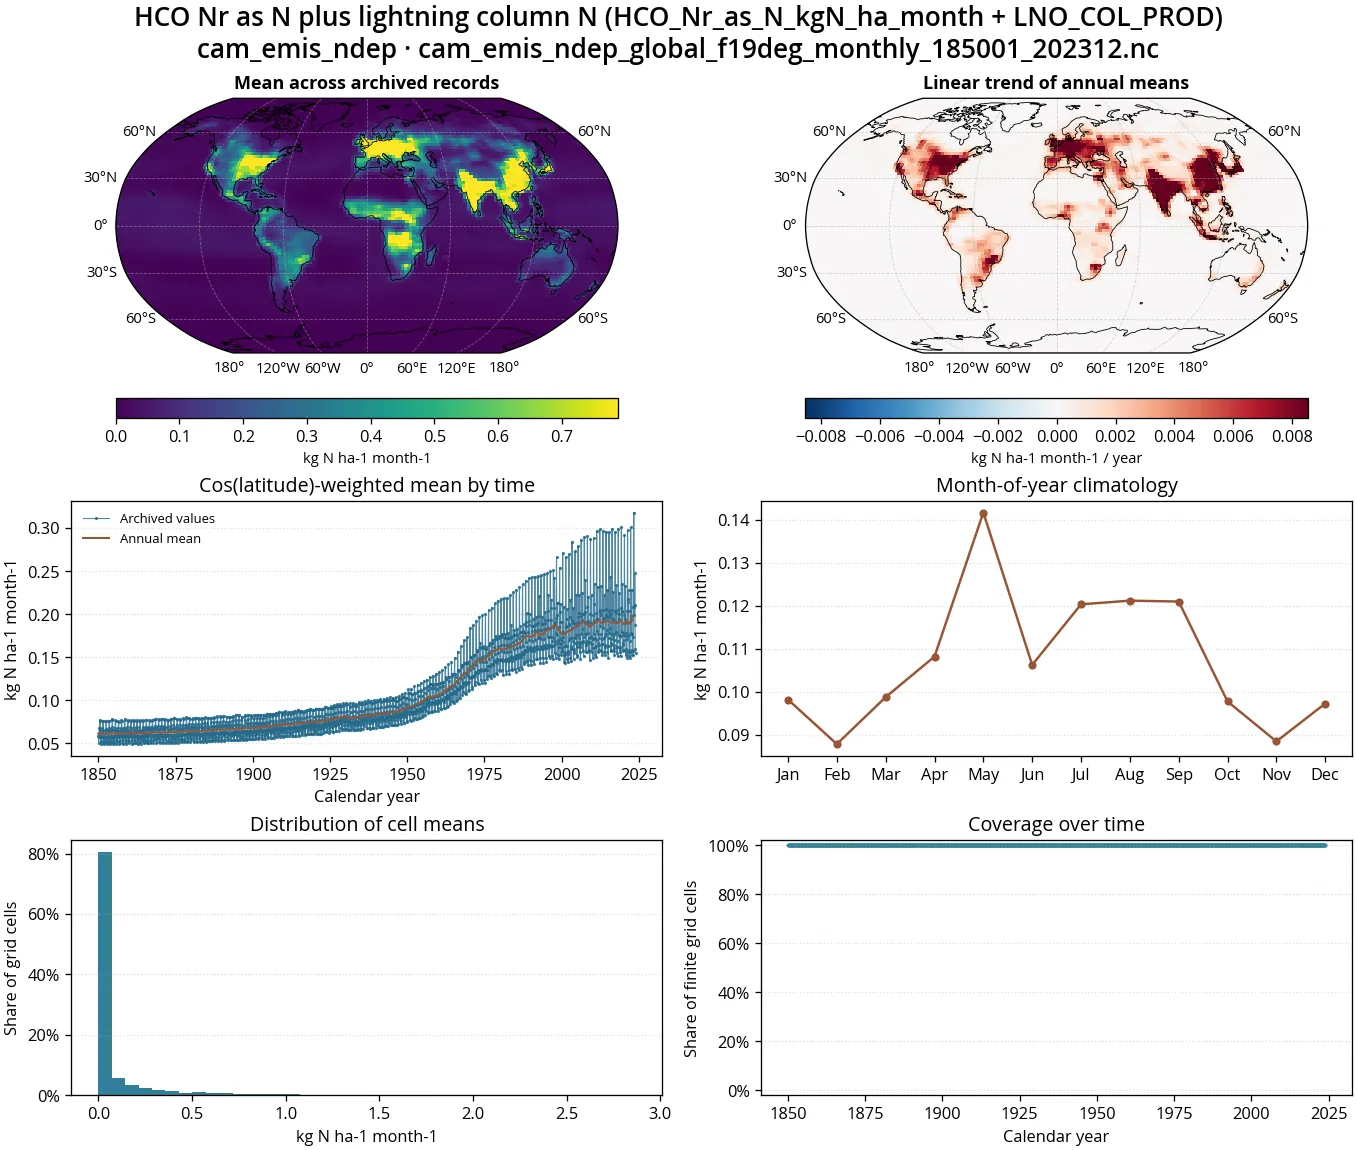 HCO Nr as N plus lightning column N (HCO_Nr_as_N_kgN_ha_month + LNO_COL_PROD)
cam_emis_ndep · cam_emis_ndep_global_f19deg_monthly_185001_202312.nc
Mean across archived records
60°N 60°N
30°N
0°
30°S
60°S 60°S
180° 120°W 60°W 0° 60°E 120°E 180°
0.0 0.1 0.2 0.3 0.4 0.5 0.6 0.7
kg N ha-1 month-1
Linear trend of annual means
60°N 60°N
30°N
0°
30°S
60°S 60°S
180° 120°W 60°W 0° 60°E 120°E 180°
−0.008 −0.006 −0.004 −0.002 0.000 0.002 0.004 0.006 0.008
kg N ha-1 month-1 / year
Cos(latitude)-weighted mean by time
kg N ha-1 month-1
0.30
0.25
0.20
0.15
0.10
0.05
Archived values
Annual mean
1850 1875 1900 1925 1950 1975 2000 2025
Calendar year
Month-of-year climatology
kg N ha-1 month-1
0.14
0.13
0.12
0.11
0.10
0.09
Jan Feb Mar Apr May Jun Jul Aug Sep Oct Nov Dec
Distribution of cell means
Share of grid cells
80%
60%
40%
20%
0%
0.0 0.5 1.0 1.5 2.0 2.5 3.0
kg N ha-1 month-1
Coverage over time
Share of finite grid cells
100%
80%
60%
40%
20%
0%
1850 1875 1900 1925 1950 1975 2000 2025
Calendar year